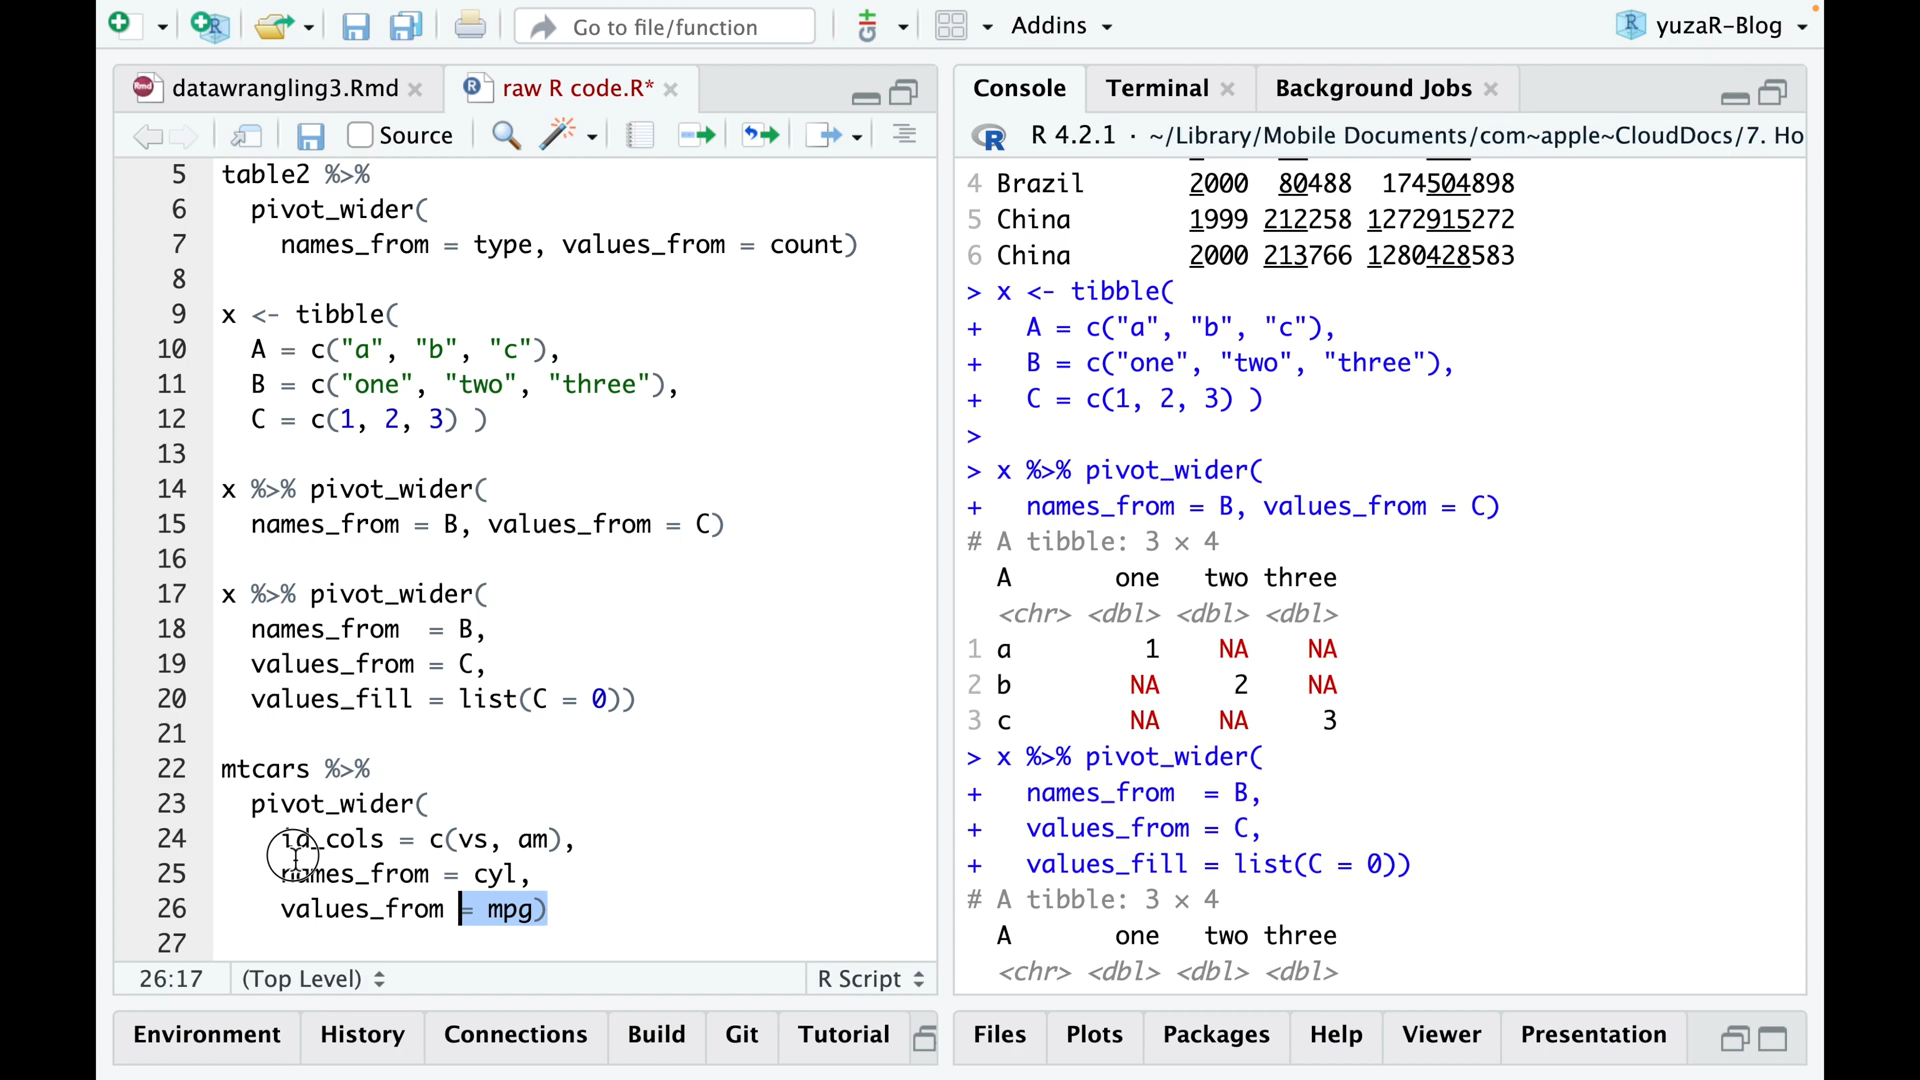 Go to file/function
Addins
yuzaR-Blog
datawrangling3.Rmd
raw R code.R*
Source
5 table2 %>%
6 pivot_wider(
7 names_from = type, values_from = count)
8
9 x <- tibble(
10 A = c("a", "b", "c"),
11 B = c("one", "two", "three"),
12 C = c(1, 2, 3) )
13
14 x %>% pivot_wider(
15 names_from = B, values_from = C)
16
17 x %>% pivot_wider(
18 names_from  = B,
19 values_from = C,
20 values_fill = list(C = 0))
21
22 mtcars %>%
23 pivot_wider(
24 id_cols = c(vs, am),
25 names_from = cyl,
26 values_from = mpg)
27
26:17 (Top Level) R Script
Environment History Connections Build Git Tutorial
Console Terminal Background Jobs
R 4.2.1 · ~/Library/Mobile Documents/com~apple~CloudDocs/7. Ho
4 Brazil 2000 80488 174504898
5 China 1999 212258 1272915272
6 China 2000 213766 1280428583
> x <- tibble(
+ A = c("a", "b", "c"),
+ B = c("one", "two", "three"),
+ C = c(1, 2, 3) )
>
> x %>% pivot_wider(
+ names_from = B, values_from = C)
# A tibble: 3 × 4
A one two three
<chr> <dbl> <dbl> <dbl>
1 a 1 NA NA
2 b NA 2 NA
3 c NA NA 3
> x %>% pivot_wider(
+ names_from  = B,
+ values_from = C,
+ values_fill = list(C = 0))
# A tibble: 3 × 4
A one two three
<chr> <dbl> <dbl> <dbl>
Files Plots Packages Help Viewer Presentation